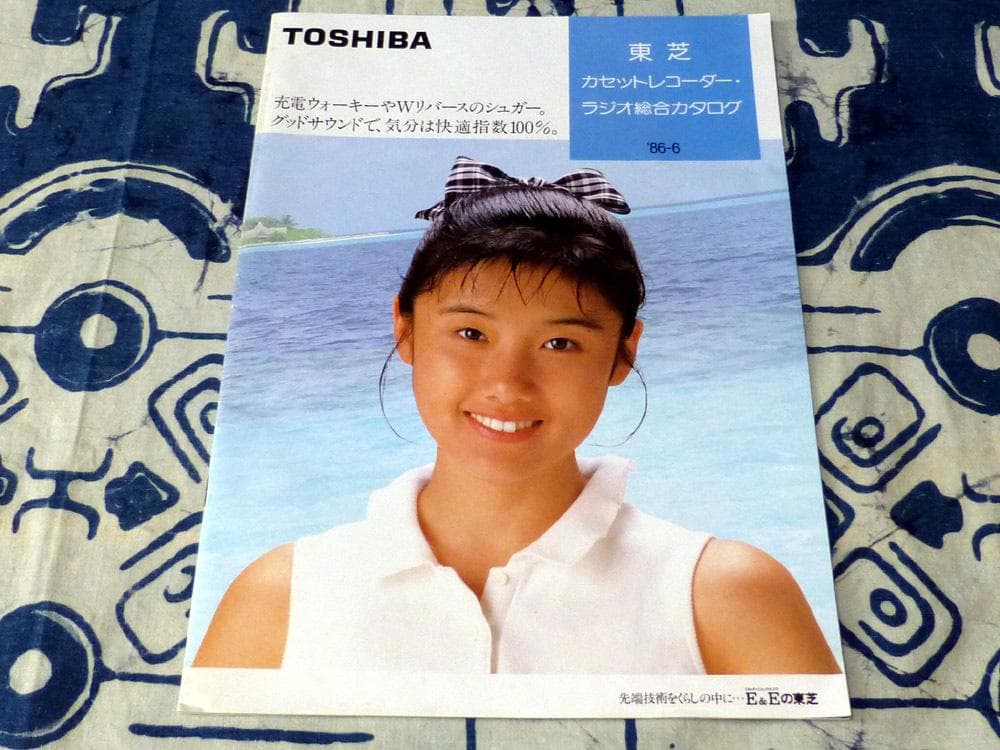 TOSHIBA
東芝
カセットレコーダー・
ラジオ総合カタログ
'86-6
充電ウォーキーやWリバースのシュガー。
グッドサウンドで、気分は快適指数100%。
先端技術をくらしの中に…E&Eの東芝